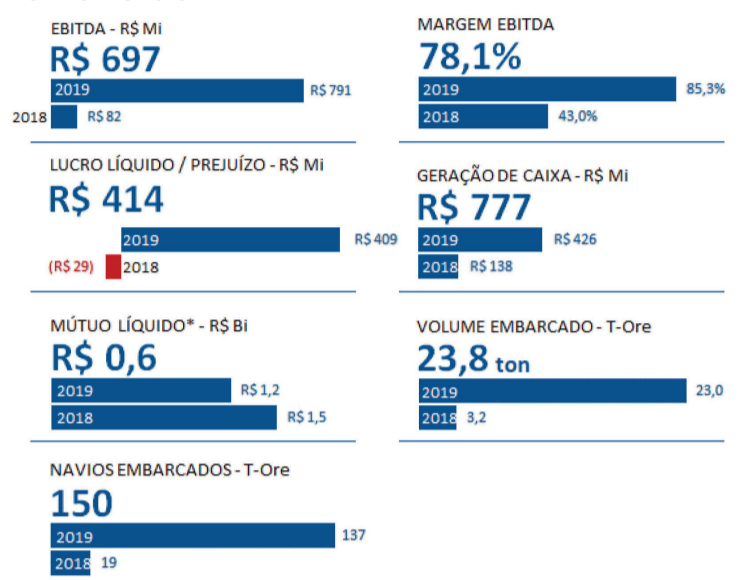 EBITDA - R$ Mi
R$ 697
2019 R$ 791
2018 R$ 82
MARGEM EBITDA
78,1%
2019 85,3%
2018 43,0%
LUCRO LÍQUIDO / PREJUÍZO - R$ Mi
R$ 414
2019 R$ 409
(R$ 29) 2018
GERAÇÃO DE CAIXA - R$ Mi
R$ 777
2019 R$ 426
2018 R$ 138
MÚTUO LÍQUIDO* - R$ Bi
R$ 0,6
2019 R$ 1,2
2018 R$ 1,5
VOLUME EMBARCADO - T-Ore
23,8 ton
2019 23,0
2018 3,2
NAVIOS EMBARCADOS - T-Ore
150
2019 137
2018 19